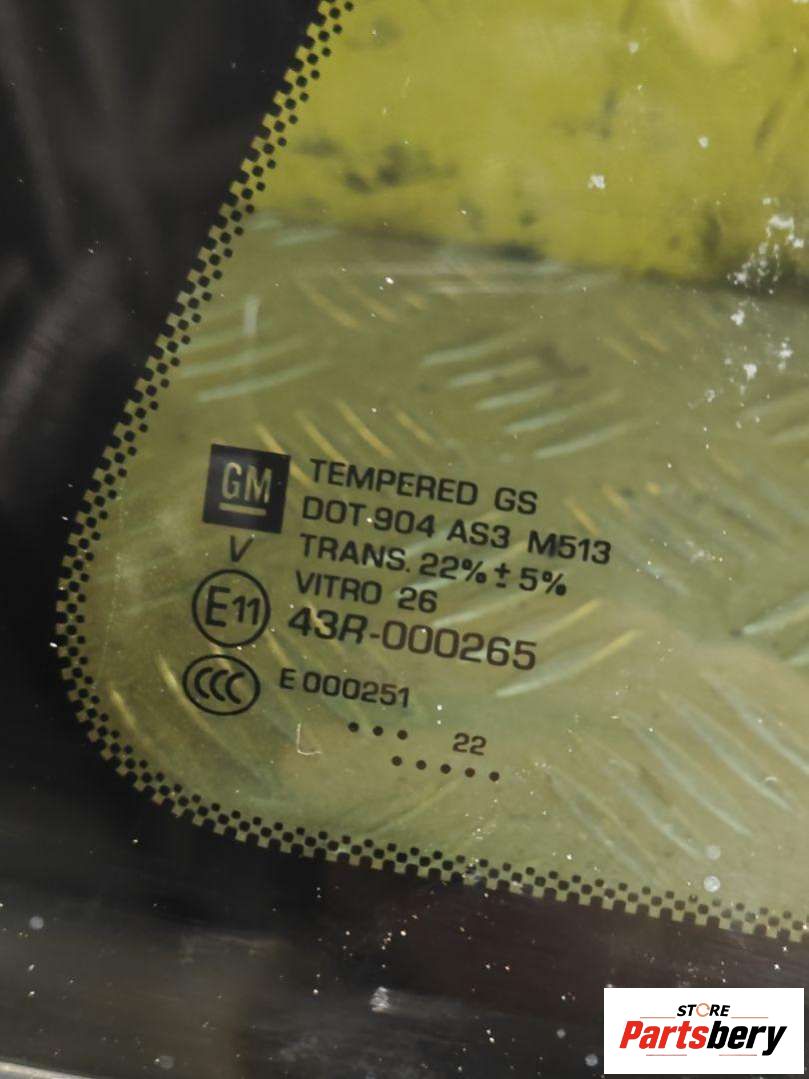 GM
TEMPERED GS
DOT 904 AS3 M513
TRANS. 22% ± 5%
V
VITRO 26
E11
43R-000265
CCC
E 000251
22
STORE
Partsbery